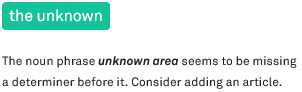 the unknown
The noun phrase unknown area seems to be missing
a determiner before it. Consider adding an article.